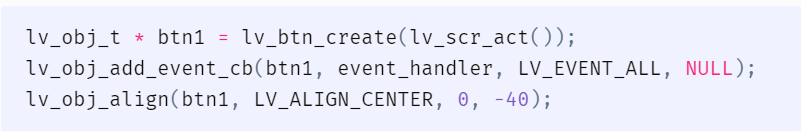 lv_obj_t * btn1 = lv_btn_create(lv_scr_act());
lv_obj_add_event_cb(btn1, event_handler, LV_EVENT_ALL, NULL);
lv_obj_align(btn1, LV_ALIGN_CENTER, 0, -40);